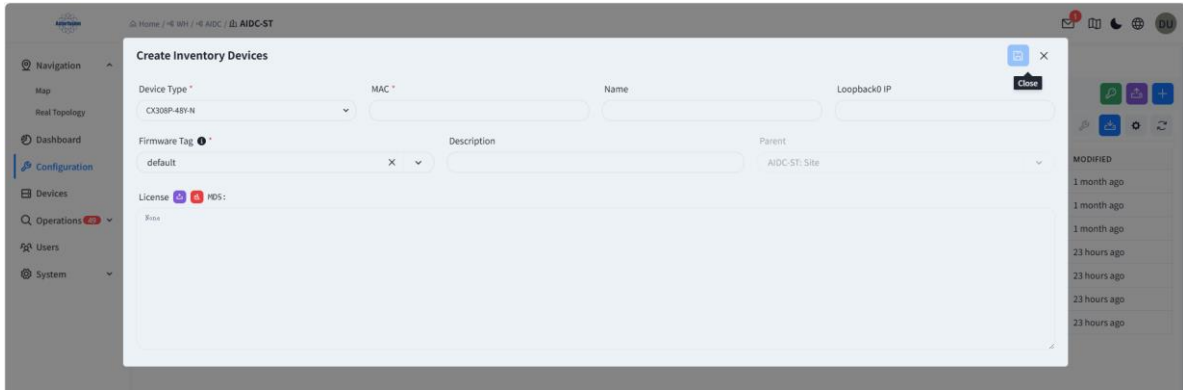 Home / WH / AIDC / AIDC-ST
1
DU
Create Inventory Devices
Close
Navigation
Map
Real Topology
Dashboard
Configuration
Devices
Operations 49
Users
System
Device Type *
MAC *
Name
Loopback0 IP
CX308P-48Y-N
Firmware Tag *
Description
Parent
default
AIDC-ST: Site
License MD5:
None
MODIFIED
1 month ago
1 month ago
1 month ago
23 hours ago
23 hours ago
23 hours ago
23 hours ago